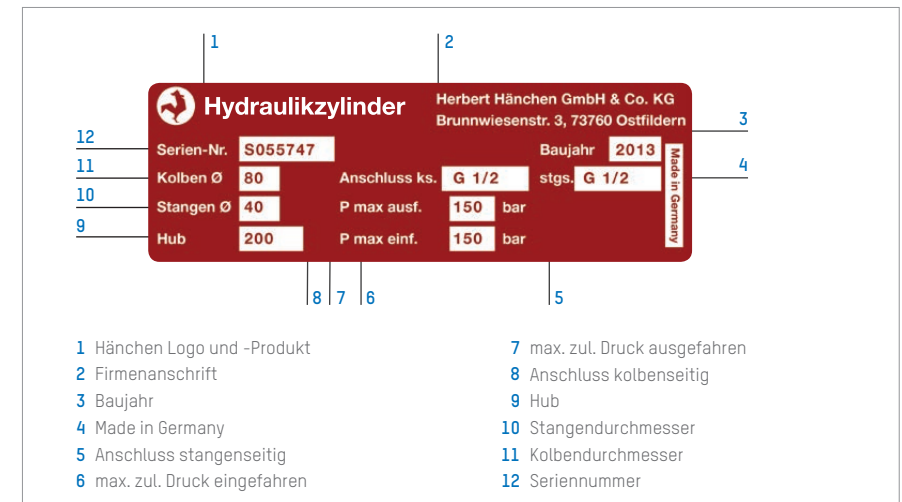 1
2
Hydraulikzylinder
Herbert Hänchen GmbH & Co. KG
Brunnwiesenstr. 3, 73760 Ostfildern
3
12
Serien-Nr. S055747
Baujahr 2013
Made in Germany
4
11
Kolben Ø 80
Anschluss ks. G 1/2
stgs. G 1/2
10
Stangen Ø 40
P max ausf. 150 bar
9
Hub 200
P max einf. 150 bar
8
7
6
5
1 Hänchen Logo und -Produkt
2 Firmenanschrift
3 Baujahr
4 Made in Germany
5 Anschluss stangenseitig
6 max. zul. Druck eingefahren
7 max. zul. Druck ausgefahren
8 Anschluss kolbenseitig
9 Hub
10 Stangendurchmesser
11 Kolbendurchmesser
12 Seriennummer